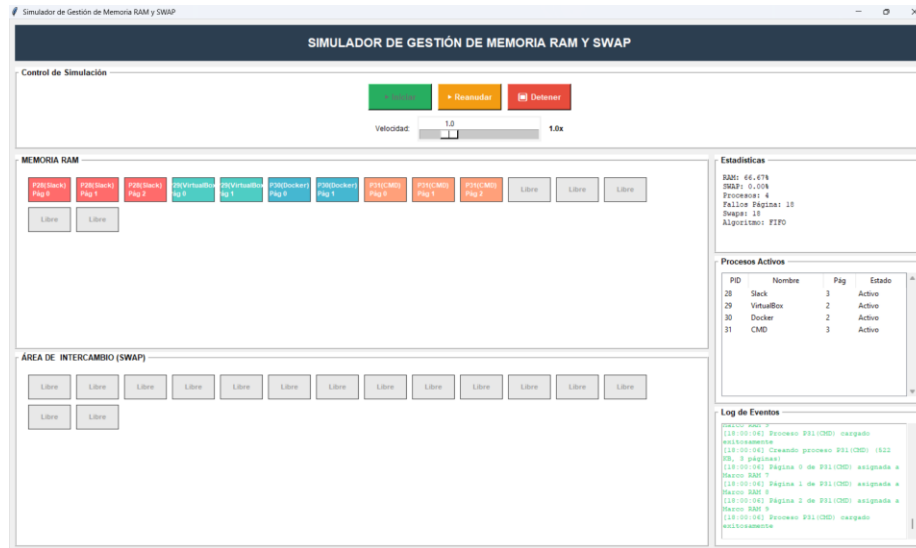 Simulador de Gestión de Memoria RAM y SWAP
SIMULADOR DE GESTIÓN DE MEMORIA RAM Y SWAP
Control de Simulación
Reanudar
Detener
Velocidad:
1.0
1.0x
MEMORIA RAM
P28(Slack) P28(Slack) P28(Slack) P29(VirtualBox P29(VirtualBox P30(Docker) P30(Docker) P31(CMD) P31(CMD) P31(CMD) Libre Libre Libre
Pág 0 Pág 1 Pág 2 Pág 0 Pág 1 Pág 0 Pág 1 Pág 0 Pág 1 Pág 2
Libre Libre
ÁREA DE INTERCAMBIO (SWAP)
Libre Libre Libre Libre Libre Libre Libre Libre Libre Libre Libre Libre Libre
Libre Libre
Estadísticas
RAM: 66.67%
SWAP: 0.00%
Procesos: 4
Fallos Página: 18
Swaps: 18
Algoritmo: FIFO
Procesos Activos
PID Nombre Pág Estado
28 Slack 3 Activo
29 VirtualBox 2 Activo
30 Docker 2 Activo
31 CMD 3 Activo
Log de Eventos
Marco RAM 9
[18:00:06] Proceso P31(CMD) cargado
exitosamente
[18:00:06] Creando proceso P31(CMD) (522
KB, 3 páginas)
[18:00:06] Página 0 de P31(CMD) asignada a
Marco RAM 7
[18:00:06] Página 1 de P31(CMD) asignada a
Marco RAM 8
[18:00:06] Página 2 de P31(CMD) asignada a
Marco RAM 9
[18:00:06] Proceso P31(CMD) cargado
exitosamente